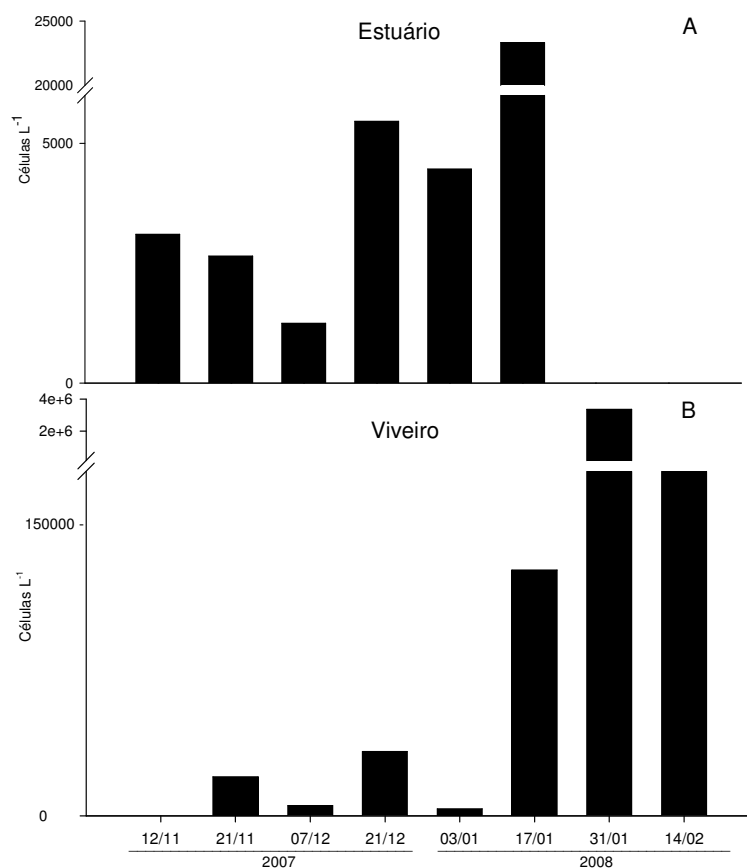 25000
Estuário
A
20000
Células L-1
5000
0
4e+6
Viveiro
B
2e+6
150000
Células L-1
0
12/11 21/11 07/12 21/12 03/01 17/01 31/01 14/02
2007 2008